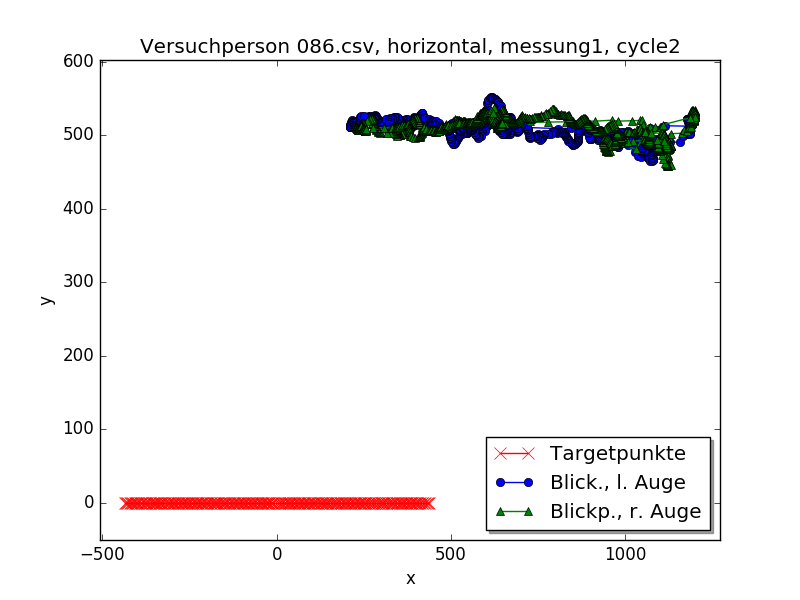 Versuchperson 086.csv, horizontal, messung1, cycle2
600
500
400
300
200
100
0
y
−500
0
500
1000
x
Targetpunkte
Blick., l. Auge
Blickp., r. Auge